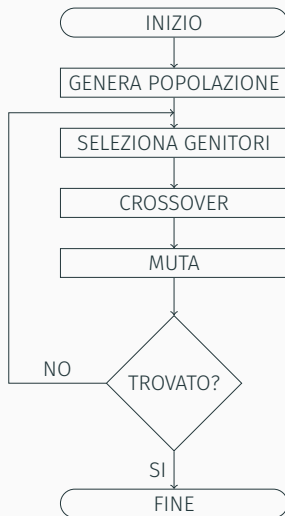 INIZIO
GENERA POPOLAZIONE
SELEZIONA GENITORI
CROSSOVER
MUTA
NO
TROVATO?
SI
FINE